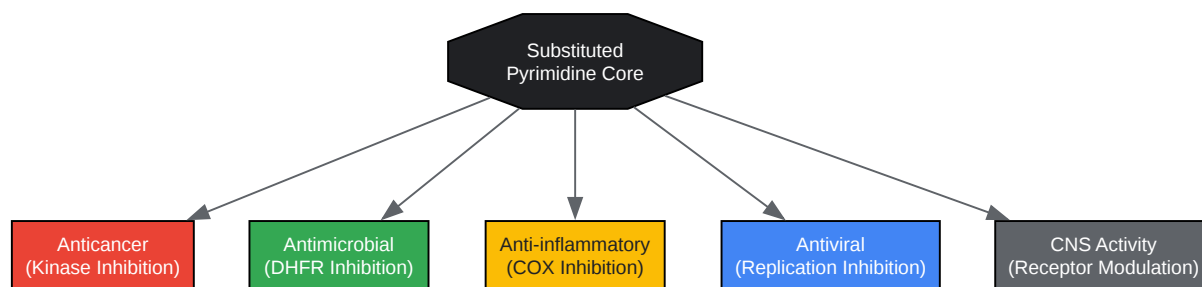 Substituted
Pyrimidine Core
Anticancer
(Kinase Inhibition)
Antimicrobial
(DHFR Inhibition)
Anti-inflammatory
(COX Inhibition)
Antiviral
(Replication Inhibition)
CNS Activity
(Receptor Modulation)